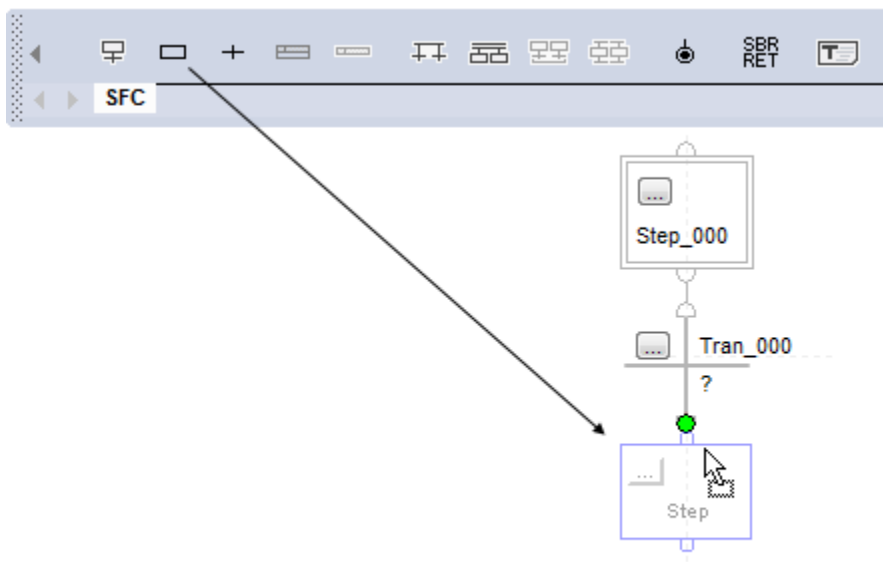 SBR
RET
T
SFC
...
Step_000
...
Tran_000
?
...
Step